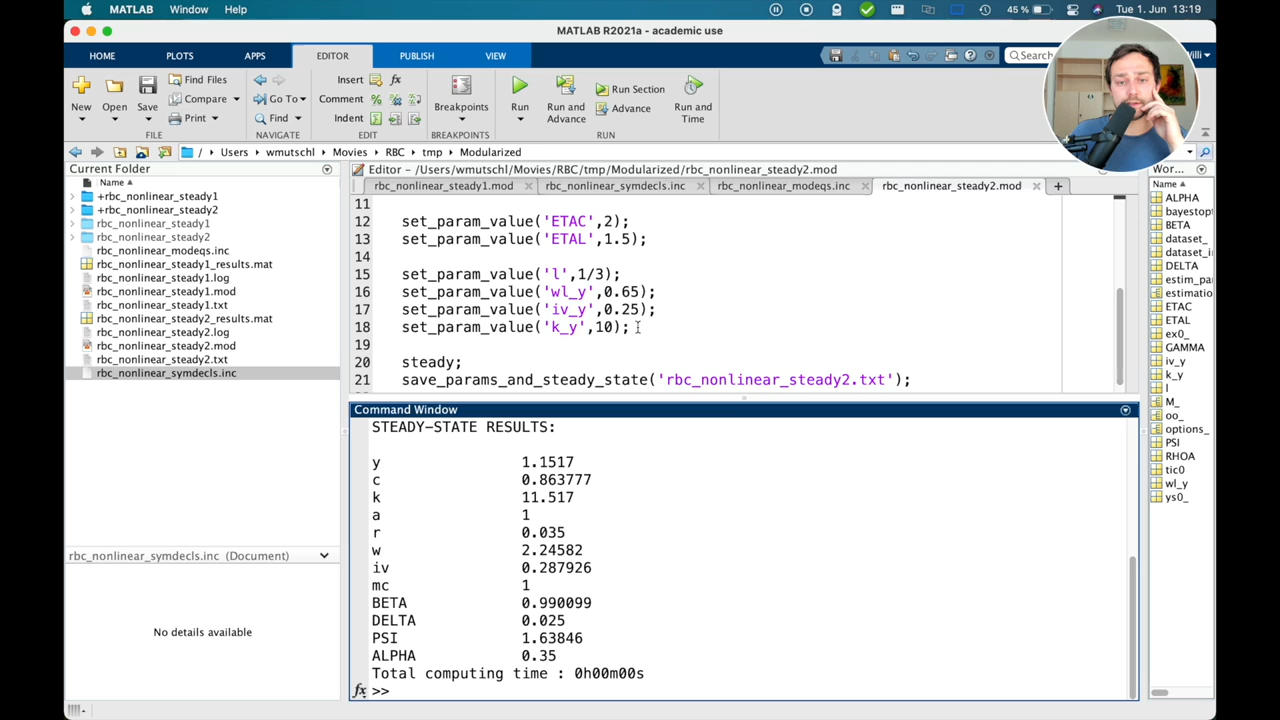 MATLAB Window Help 45 % Tue 1. Jun 13:19
MATLAB R2021a - academic use
HOME PLOTS APPS EDITOR PUBLISH VIEW
New Open Save Find Files Compare Print Go To Find Insert Comment Indent fx Breakpoints Run Run and Advance Run Section Advance Run and Time
FILE NAVIGATE EDIT BREAKPOINTS RUN
/ Users wmutschl Movies RBC tmp Modularized
Current Folder
Name
+rbc_nonlinear_steady1
+rbc_nonlinear_steady2
rbc_nonlinear_steady1
rbc_nonlinear_steady2
rbc_nonlinear_modeqs.inc
rbc_nonlinear_steady1_results.mat
rbc_nonlinear_steady1.log
rbc_nonlinear_steady1.mod
rbc_nonlinear_steady1.txt
rbc_nonlinear_steady2_results.mat
rbc_nonlinear_steady2.log
rbc_nonlinear_steady2.mod
rbc_nonlinear_steady2.txt
rbc_nonlinear_symdecls.inc
rbc_nonlinear_symdecls.inc (Document)
No details available
Editor - /Users/wmutschl/Movies/RBC/tmp/Modularized/rbc_nonlinear_steady2.mod
rbc_nonlinear_steady1.mod rbc_nonlinear_symdecls.inc rbc_nonlinear_modeqs.inc rbc_nonlinear_steady2.mod
11
12 set_param_value('ETAC',2);
13 set_param_value('ETAL',1.5);
14
15 set_param_value('l',1/3);
16 set_param_value('wl_y',0.65);
17 set_param_value('iv_y',0.25);
18 set_param_value('k_y',10);
19
20 steady;
21 save_params_and_steady_state('rbc_nonlinear_steady2.txt');
Command Window
STEADY-STATE RESULTS:
y 1.1517
c 0.863777
k 11.517
a 1
r 0.035
w 2.24582
iv 0.287926
mc 1
BETA 0.990099
DELTA 0.025
PSI 1.63846
ALPHA 0.35
Total computing time : 0h00m00s
fx >>
Wor...
Name
ALPHA
bayestop
BETA
dataset_
dataset_in
DELTA
estim_par
estimation
ETAC
ETAL
ex0_
GAMMA
iv_y
k_y
l
M_
oo_
options_
PSI
RHOA
tic0
wl_y
ys0_